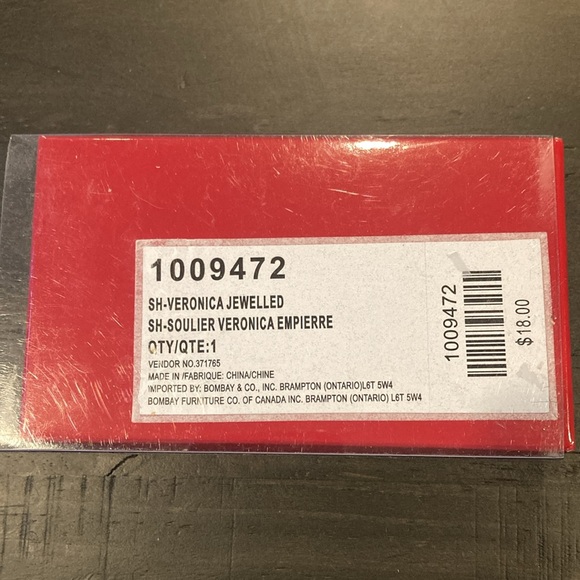 1009472
SH-VERONICA JEWELLED
SH-SOULIER VERONICA EMPIERRE
QTY/QTE:1
VENDOR NO.371765
MADE IN /FABRIQUE: CHINA/CHINE
IMPORTED BY: BOMBAY & CO., INC. BRAMPTON (ONTARIO)L6T 5W4
BOMBAY FURNITURE CO. OF CANADA INC. BRAMPTON (ONTARIO) L6T 5W4
1009472
$18.00